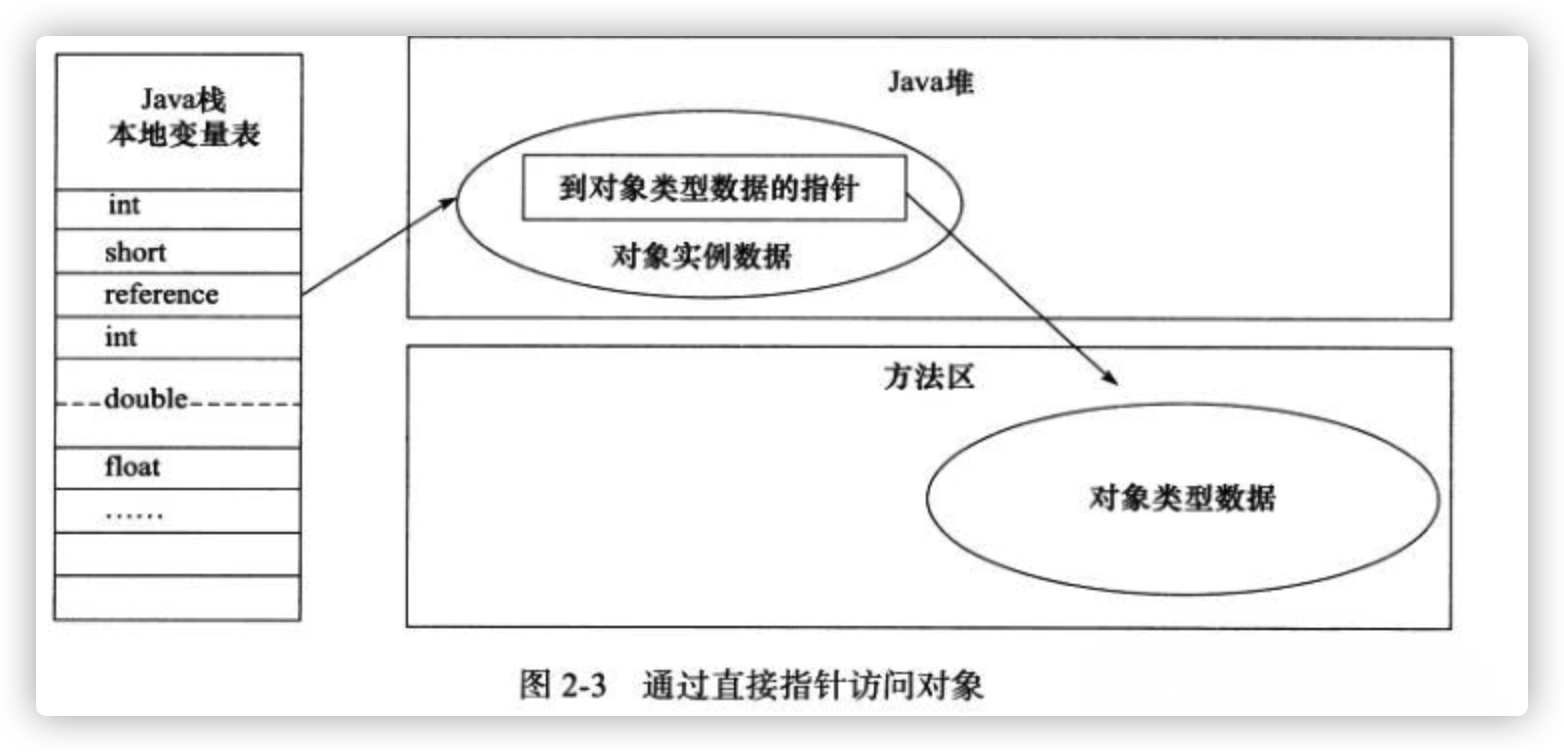 Java栈
本地变量表
int
short
reference
int
double
float
......
Java堆
到对象类型数据的指针
对象实例数据
方法区
对象类型数据
图 2-3 通过直接指针访问对象